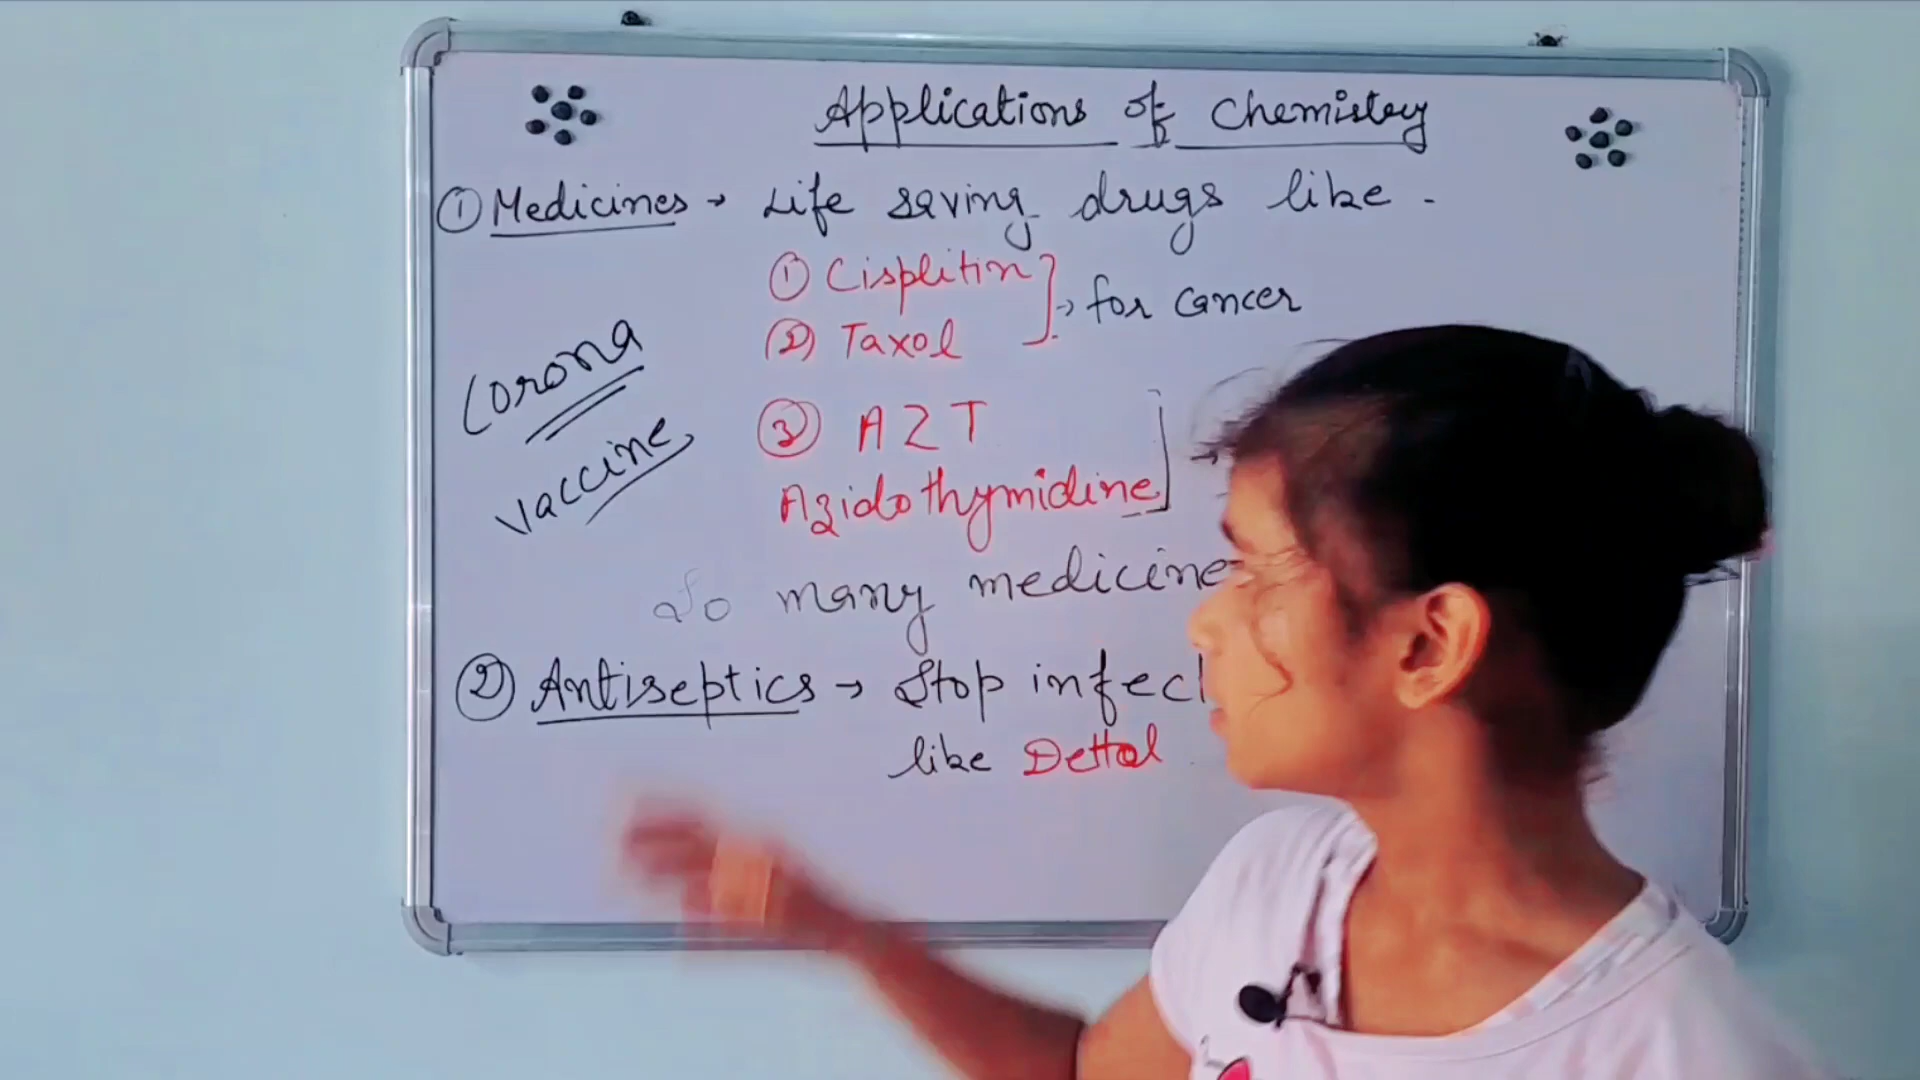 Applications of Chemistry
① Medicines → Life saving drugs like -
① Cisplitin
② Taxol
→ for cancer
③ AZT
Azidothymidine →
Corona
vaccine
So many medicine
② Antiseptics → Stop infect
like Dettol